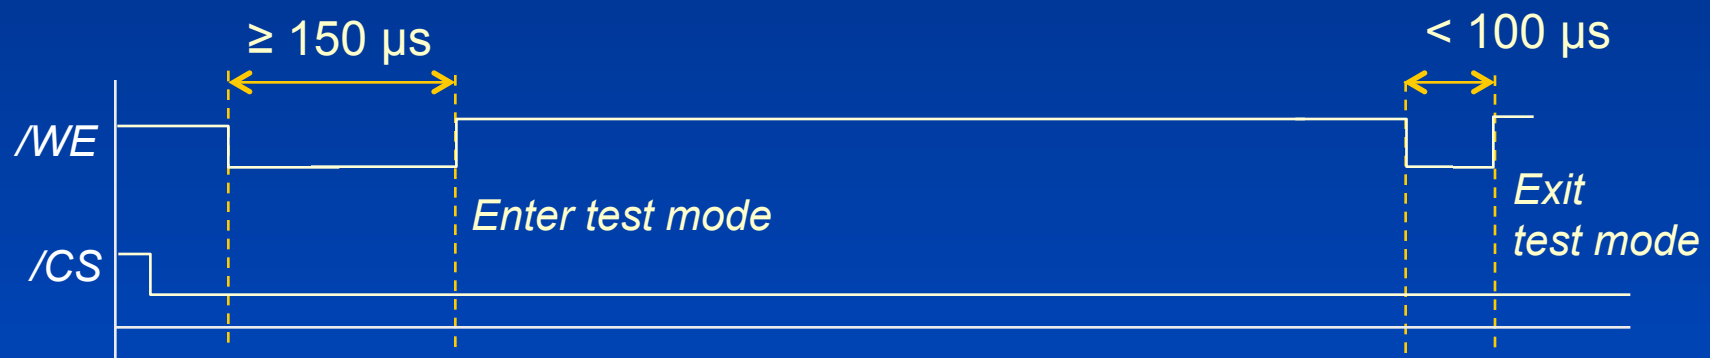 ≥ 150 µs
< 100 µs
/WE
Enter test mode
Exit
test mode
/CS